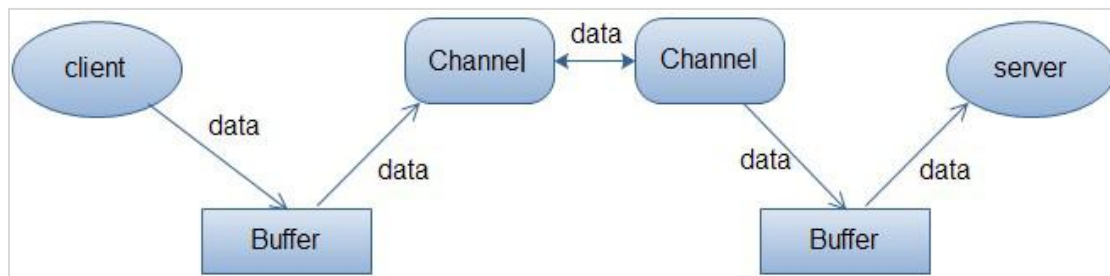 data
client
Channel
Channel
server
data
data
data
data
Buffer
Buffer